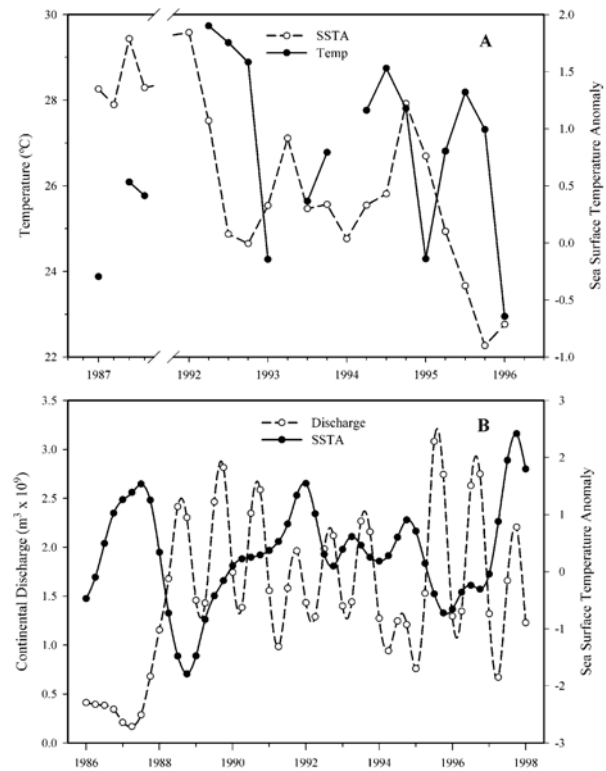 A
SSTA
Temp
Temperature (°C)
30
28
26
24
22
Sea Surface Temperature Anomaly
2.0
1.5
1.0
0.5
0.0
-0.5
-1.0
1987 1992 1993 1994 1995 1996
B
Discharge
SSTA
Continental Discharge (m³ x 10⁹)
3.5
3.0
2.5
2.0
1.5
1.0
0.5
0.0
Sea Surface Temperature Anomaly
3
2
1
0
-1
-2
-3
1986 1988 1990 1992 1994 1996 1998